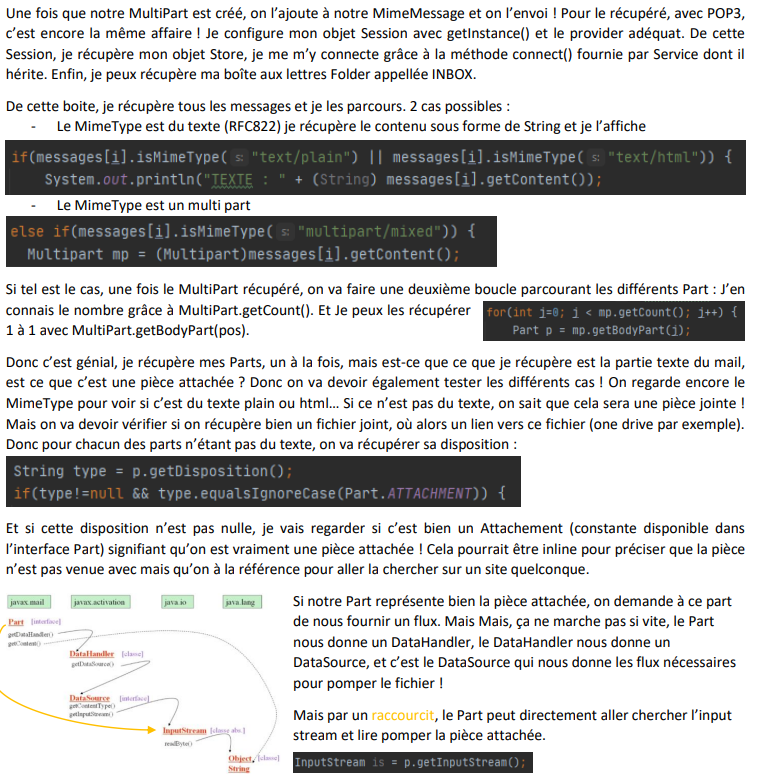 Une fois que notre MultiPart est créé, on l'ajoute à notre MimeMessage et on l'envoi ! Pour le récupéré, avec POP3,
c'est encore la même affaire ! Je configure mon objet Session avec getInstance() et le provider adéquat. De cette
Session, je récupère mon objet Store, je me m'y connecte grâce à la méthode connect() fournie par Service dont il
hérite. Enfin, je peux récupère ma boîte aux lettres Folder appellée INBOX.
De cette boite, je récupère tous les messages et je les parcours. 2 cas possibles :
- Le MimeType est du texte (RFC822) je récupère le contenu sous forme de String et je l'affiche
if(messages[i].isMimeType( s: "text/plain") || messages[i].isMimeType( s: "text/html")) {
System.out.println("TEXTE : " + (String) messages[i].getContent());
- Le MimeType est un multi part
else if(messages[i].isMimeType( s: "multipart/mixed")) {
Multipart mp = (Multipart)messages[i].getContent();
Si tel est le cas, une fois le MultiPart récupéré, on va faire une deuxième boucle parcourant les différents Part : J'en
connais le nombre grâce à MultiPart.getCount(). Et Je peux les récupérer
1 à 1 avec MultiPart.getBodyPart(pos).
for(int j=0; j < mp.getCount(); j++) {
Part p = mp.getBodyPart(j);
Donc c'est génial, je récupère mes Parts, un à la fois, mais est-ce que ce que je récupère est la partie texte du mail,
est ce que c'est une pièce attachée ? Donc on va devoir également tester les différents cas ! On regarde encore le
MimeType pour voir si c'est du texte plain ou html… Si ce n'est pas du texte, on sait que cela sera une pièce jointe !
Mais on va devoir vérifier si on récupère bien un fichier joint, où alors un lien vers ce fichier (one drive par exemple).
Donc pour chacun des parts n'étant pas du texte, on va récupérer sa disposition :
String type = p.getDisposition();
if(type!=null && type.equalsIgnoreCase(Part.ATTACHMENT)) {
Et si cette disposition n'est pas nulle, je vais regarder si c'est bien un Attachement (constante disponible dans
l'interface Part) signifiant qu'on est vraiment une pièce attachée ! Cela pourrait être inline pour préciser que la pièce
n'est pas venue avec mais qu'on à la référence pour aller la chercher sur un site quelconque.
javax.mail javax.activation java.io java.lang
Part [interface]
getDataHandler()
getContent()
DataHandler [classe]
getDataSource()
DataSource [interface]
getContentType()
getInputStream()
InputStream [classe abs.]
readByte()
Object, [classe]
String
Si notre Part représente bien la pièce attachée, on demande à ce part
de nous fournir un flux. Mais Mais, ça ne marche pas si vite, le Part
nous donne un DataHandler, le DataHandler nous donne un
DataSource, et c'est le DataSource qui nous donne les flux nécessaires
pour pomper le fichier !
Mais par un raccourcit, le Part peut directement aller chercher l'input
stream et lire pomper la pièce attachée.
InputStream is = p.getInputStream();